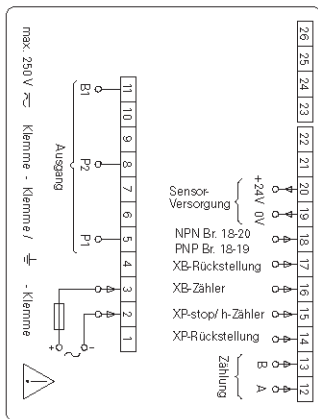 max. 250V Klemme - Klemme / - Klemme
Ausgang
B1
P2
P1
11
10
9
8
7
6
5
4
3
2
1
+
-
26
25
24
23
22
21
20
19
18
17
16
15
14
13
12
+24V
0V
Sensor-
Versorgung
NPN Br. 18-20
PNP Br. 18-19
XB-Rückstellung
XB-Zähler
XP-stop/h-Zähler
XP-Rückstellung
Zählung
B
A
!